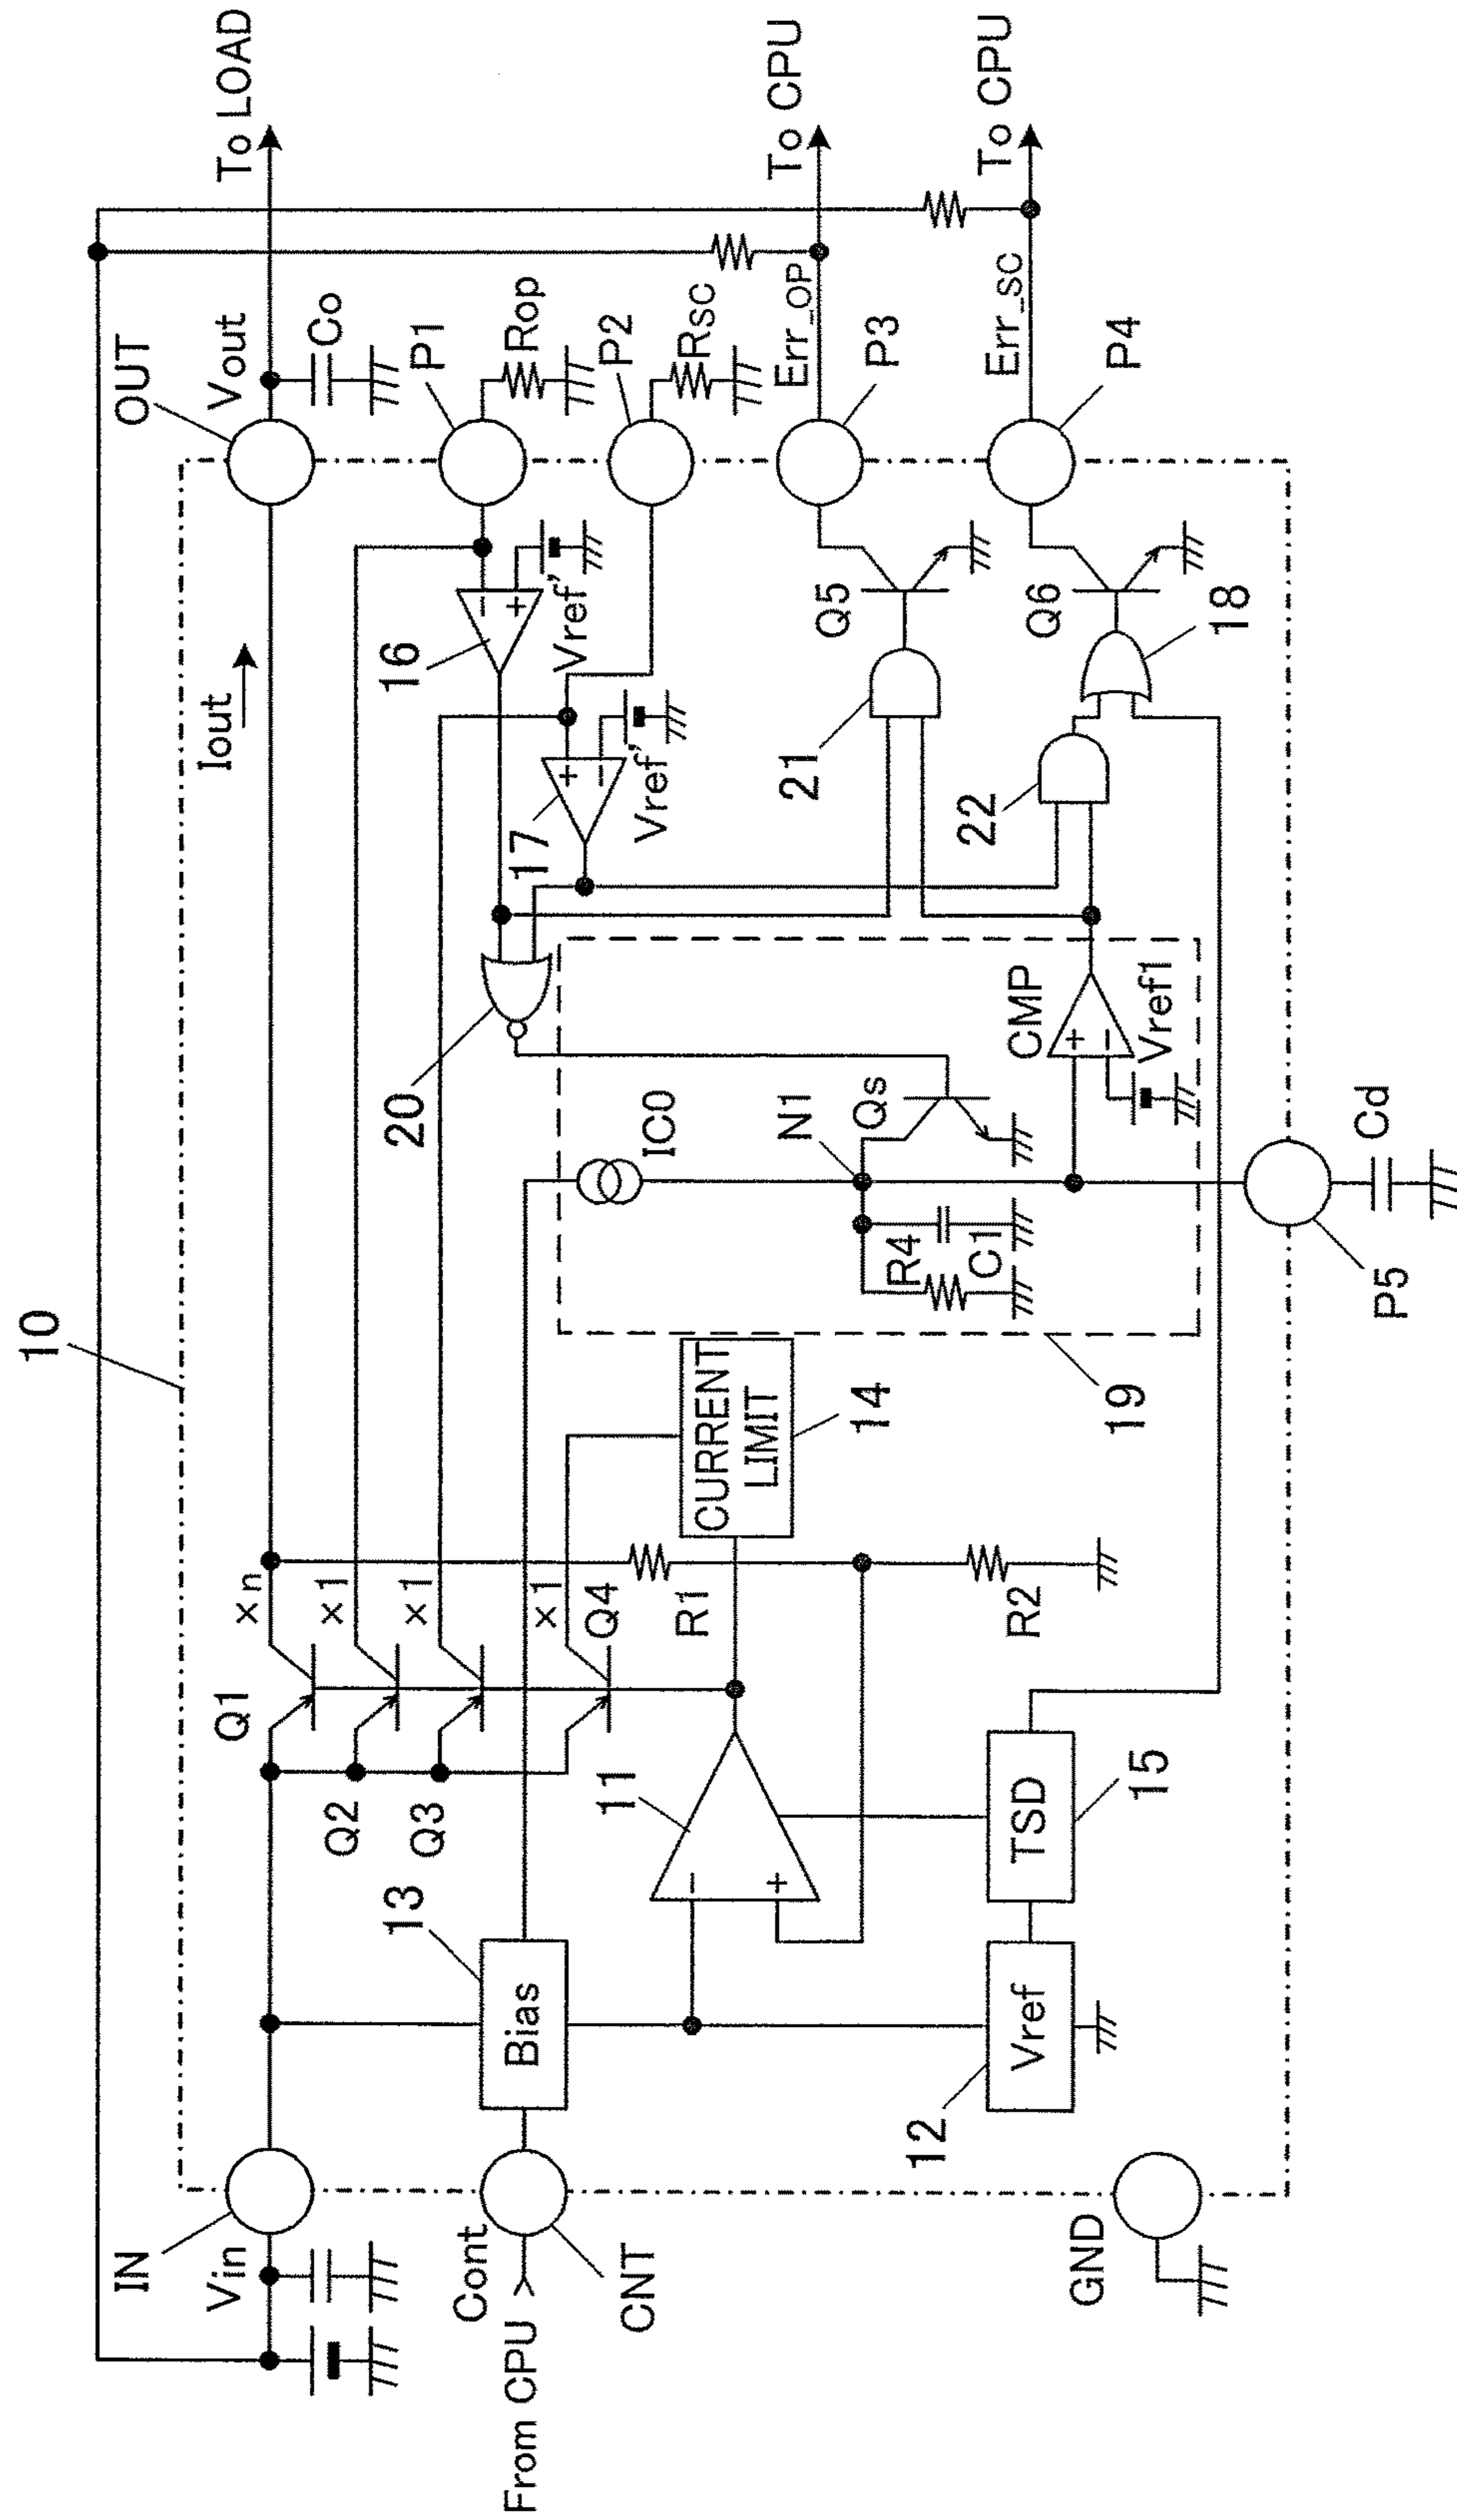 10
IN
Vin
From CPU
Cont
CNT
GND
13
Bias
12
Vref
TSD
15
11
−
+
Q1
Q2
Q3
Q4
×n
×1
×1
×1
R1
R2
CURRENT
LIMIT
14
19
IC0
N1
Qs
R4
C1
CMP
+
−
Vref1
20
16
−
+
Vref'
17
+
−
Vref'
21
22
18
Q5
Q6
Iout
OUT
Vout
Co
P1
Rop
P2
Rsc
Err_OP
P3
Err_SC
P4
P5
Cd
To LOAD
To CPU
To CPU